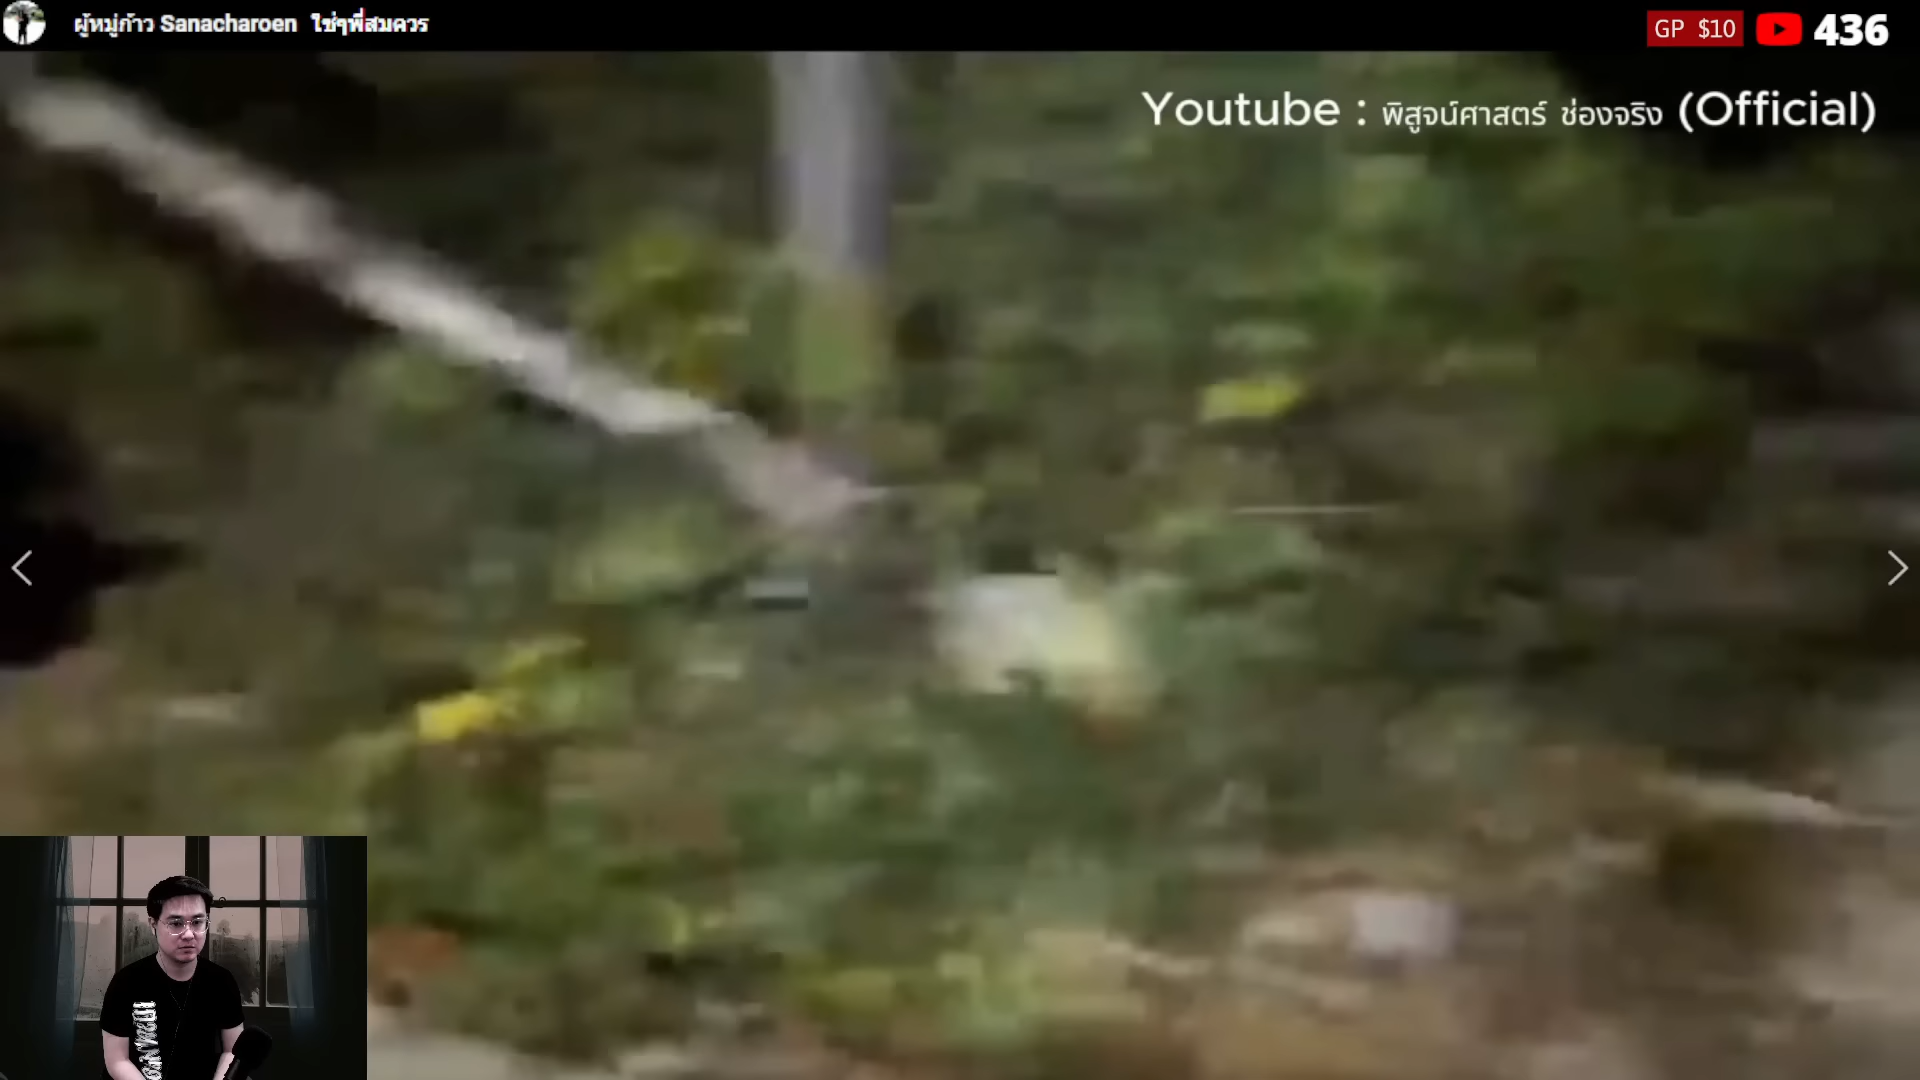 ผู้หมู่ก้าว Sanacharoen ใช่ๆพี่สมควร
GP $10
436
Youtube : พิสูจน์ศาสตร์ ช่องจริง (Official)